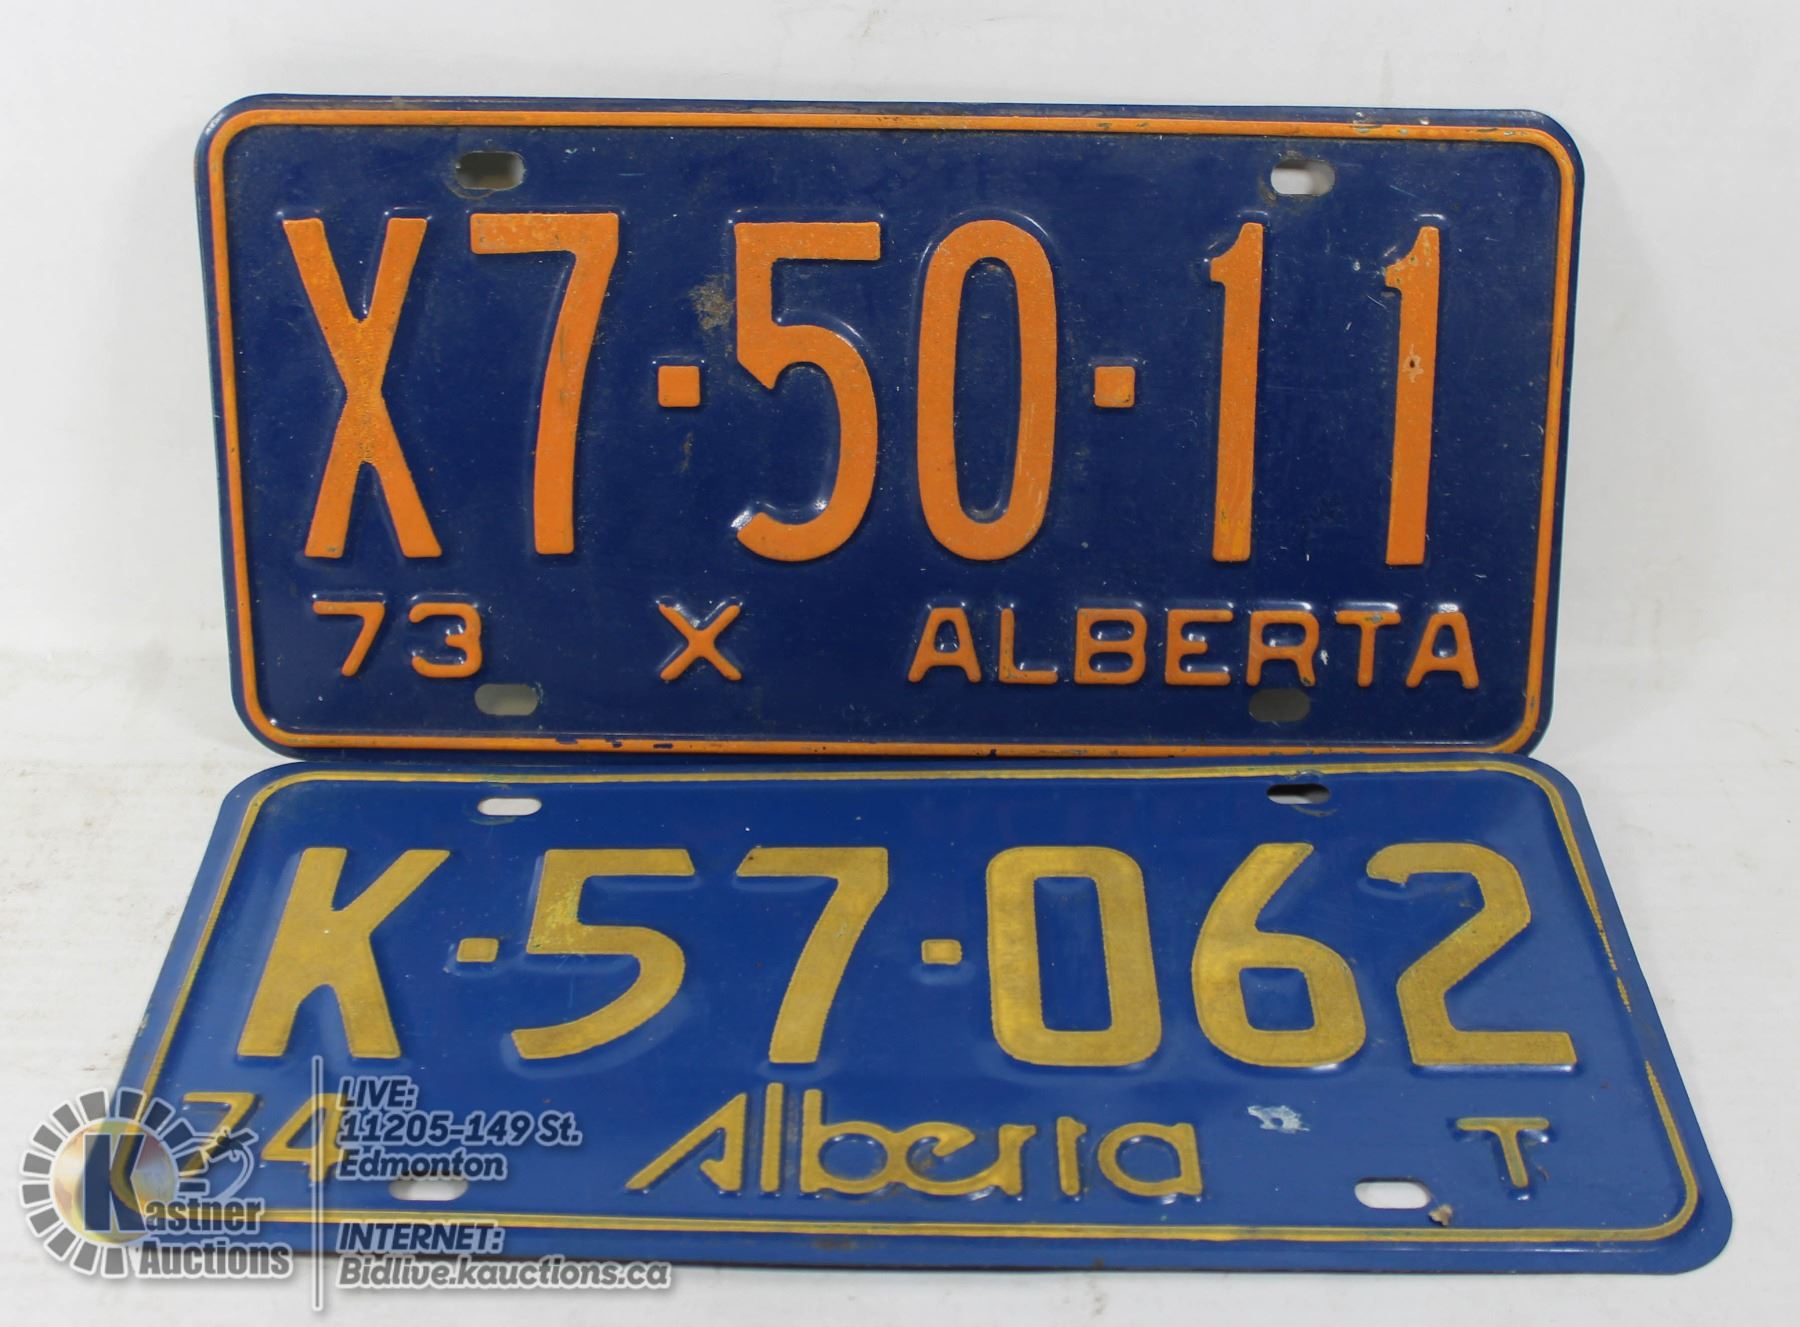 X7·50·11
73 X ALBERTA
K·57·062
74 Alberta T
Kastner
Auctions
LIVE:
11205-149 St.
Edmonton
INTERNET:
Bidlive.kauctions.ca